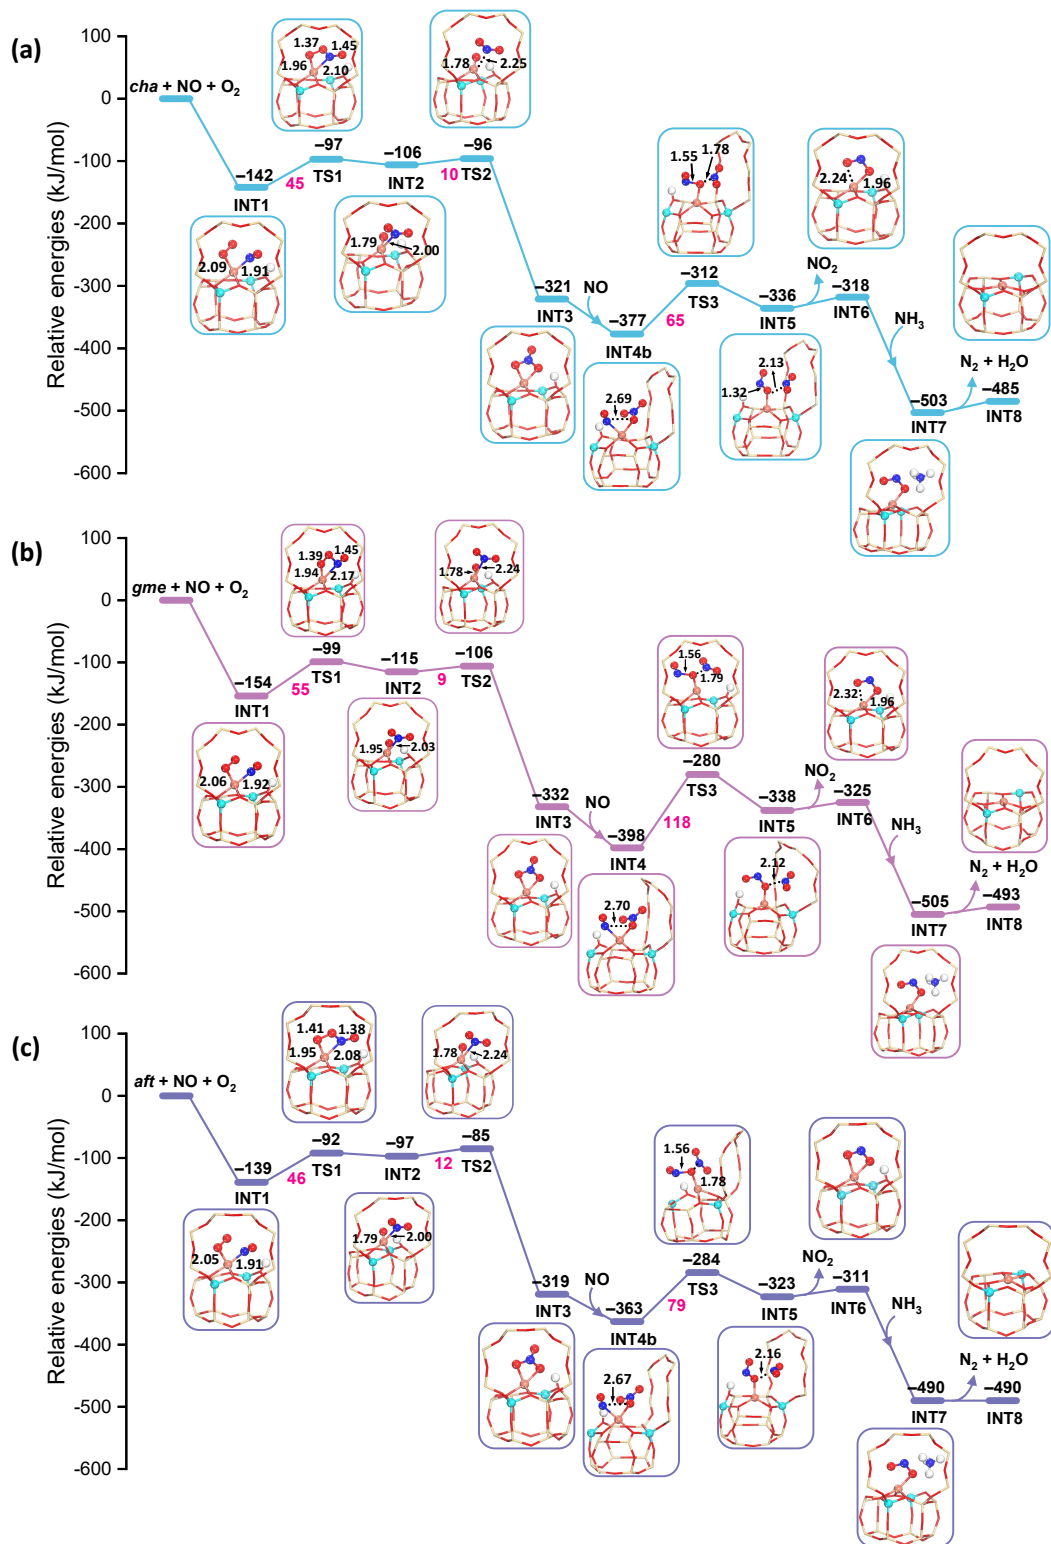 (a)
Relative energies (kJ/mol)
100
0
-100
-200
-300
-400
-500
-600
cha + NO + O2
−142
INT1
45
−97
TS1
−106
INT2
10
−96
TS2
−321
INT3
NO
−377
INT4b
65
−312
TS3
−336
INT5
NO2
−318
INT6
NH3
−503
INT7
N2 + H2O
−485
INT8
1.37
1.45
1.96
2.10
1.78
2.25
2.09
1.91
1.79
2.00
2.69
1.55
1.78
1.32
2.13
2.24
1.96
(b)
Relative energies (kJ/mol)
100
0
-100
-200
-300
-400
-500
-600
gme + NO + O2
−154
INT1
55
−99
TS1
−115
INT2
9
−106
TS2
−332
INT3
NO
−398
INT4
118
−280
TS3
−338
INT5
NO2
−325
INT6
NH3
−505
INT7
N2 + H2O
−493
INT8
1.39
1.45
1.94
2.17
1.78
2.24
2.06
1.92
1.95
2.03
2.70
1.56
1.79
2.12
2.32
1.96
(c)
Relative energies (kJ/mol)
100
0
-100
-200
-300
-400
-500
-600
aft + NO + O2
−139
INT1
46
−92
TS1
−97
INT2
12
−85
TS2
−319
INT3
NO
−363
INT4b
79
−284
TS3
−323
INT5
NO2
−311
INT6
NH3
−490
INT7
N2 + H2O
−490
INT8
1.41
1.38
1.95
2.08
1.78
2.24
2.05
1.91
1.79
2.00
2.67
1.56
1.78
2.16